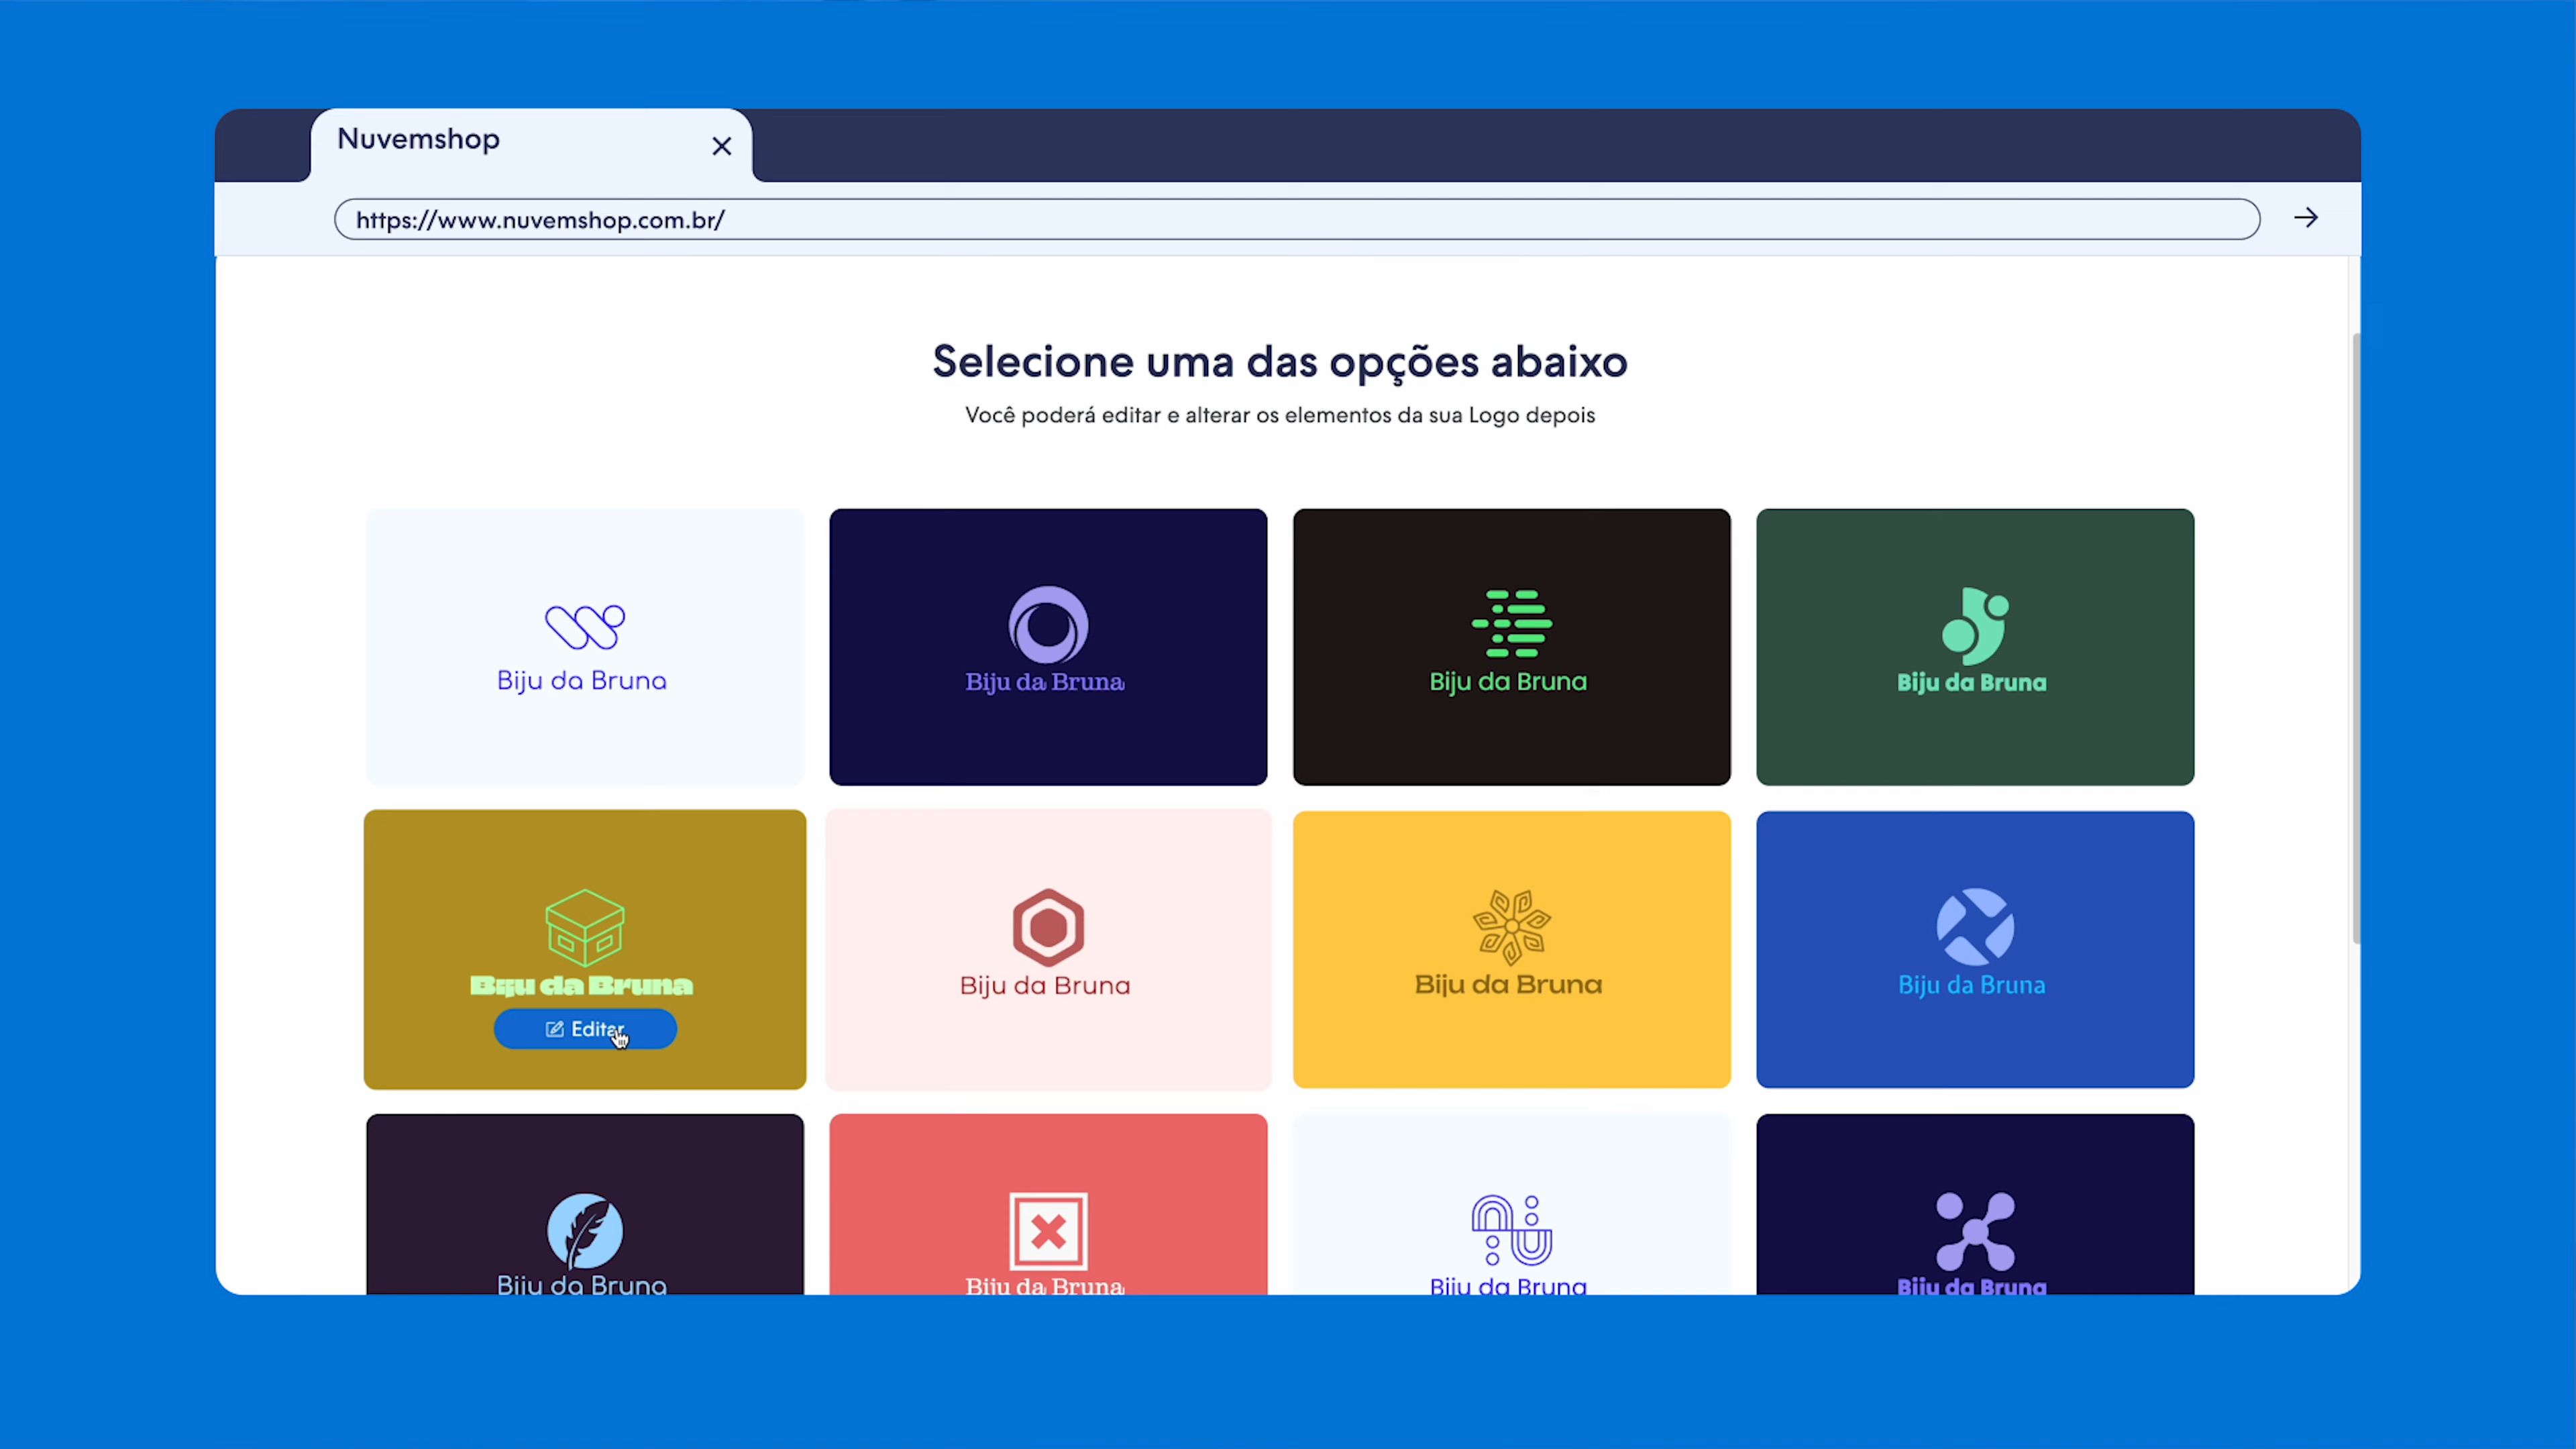 Nuvemshop
https://www.nuvemshop.com.br/
Selecione uma das opções abaixo
Você poderá editar e alterar os elementos da sua Logo depois
Biju da Bruna
Biju da Bruna
Biju da Bruna
Biju da Bruna
Biju da Bruna
Editar
Biju da Bruna
Biju da Bruna
Biju da Bruna
Biju da Bruna
Biju da Bruna
Biju da Bruna
Biju da Bruna